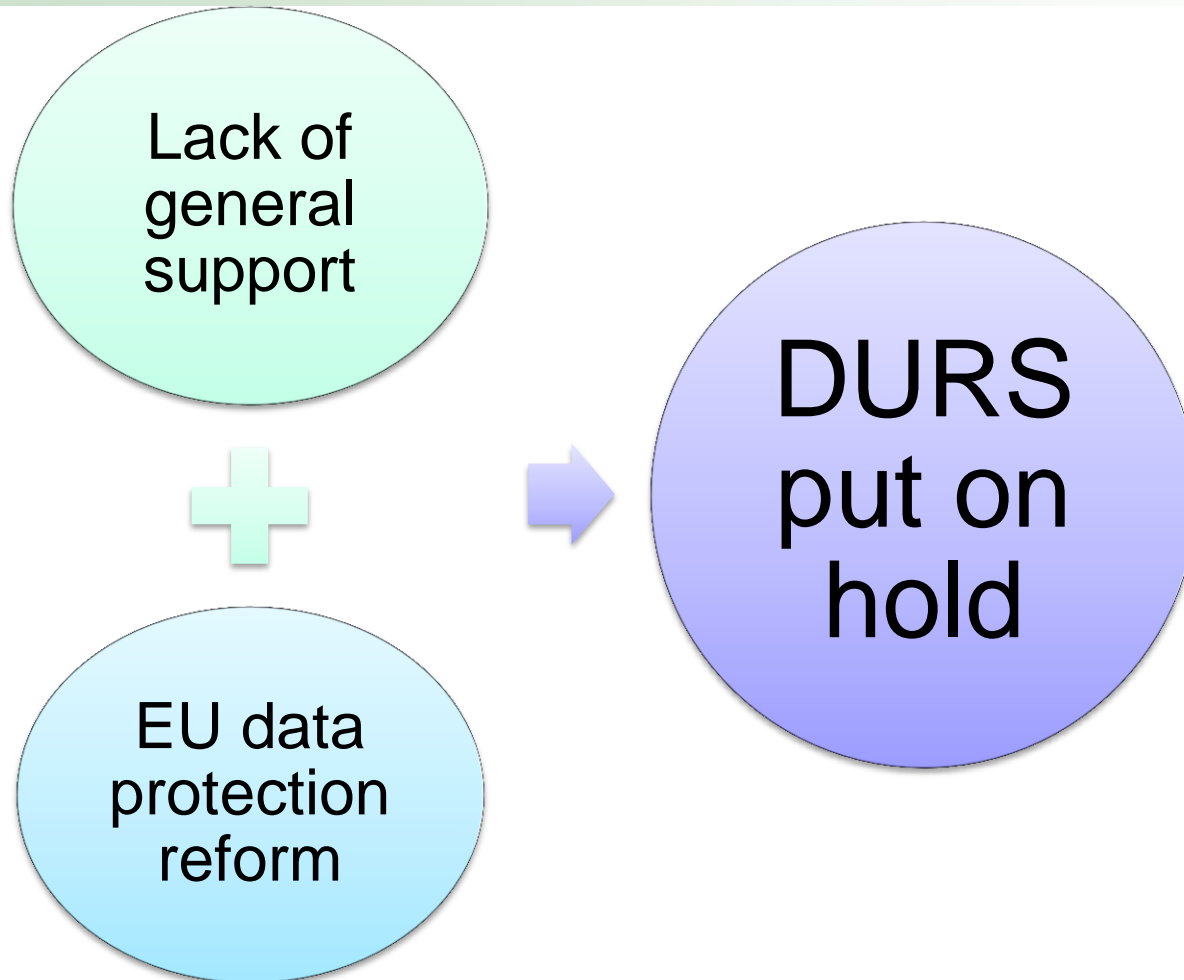 Lack of
general
support
EU data
protection
reform
DURS
put on
hold